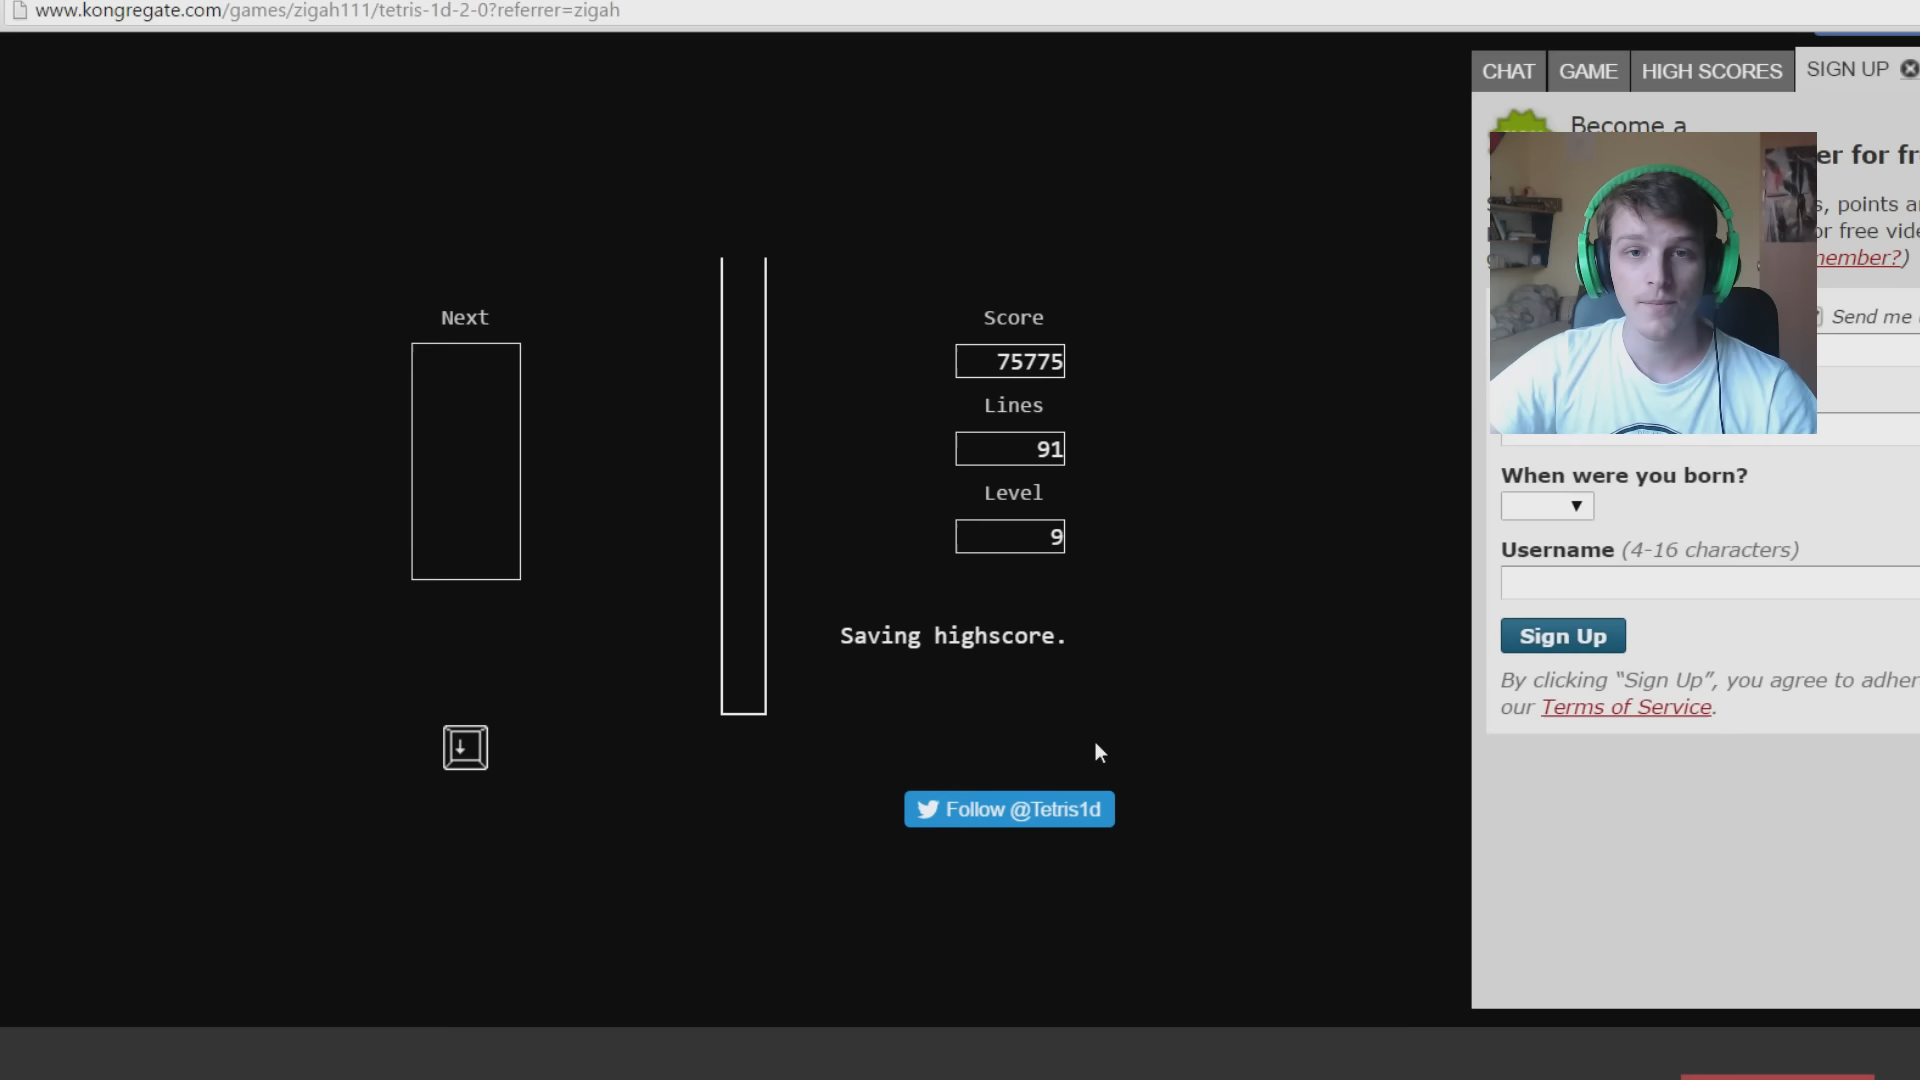 www.kongregate.com/games/zigah111/tetris-1d-2-0?referrer=zigah
CHAT
GAME
HIGH SCORES
SIGN UP
Become a
er for fr
s, points a
or free vid
member?)
Send me
Next
Score
75775
Lines
91
Level
9
Saving highscore.
Follow @Tetris1d
When were you born?
Username (4-16 characters)
Sign Up
By clicking “Sign Up”, you agree to adher
our Terms of Service.